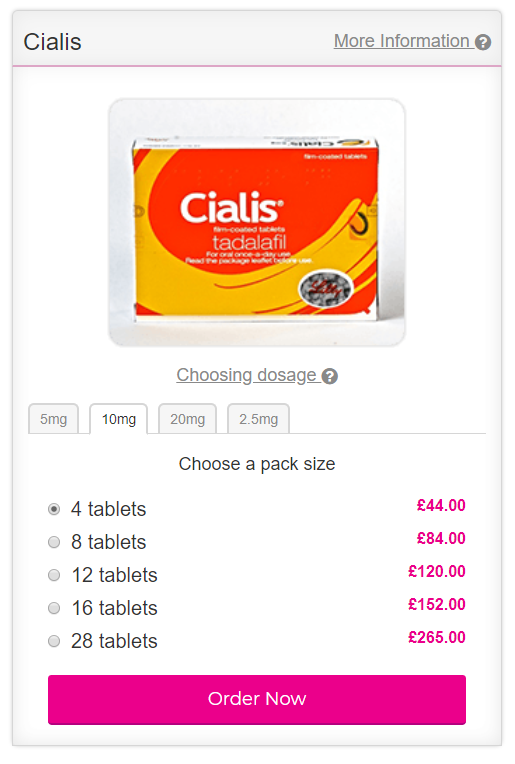 Cialis
More Information ?
film-coated tablets
Cialis®
film-coated tablets
tadalafil
For oral once-a-day use.
Read the package leaflet before use.
Lilly
Choosing dosage ?
5mg 10mg 20mg 2.5mg
Choose a pack size
4 tablets £44.00
8 tablets £84.00
12 tablets £120.00
16 tablets £152.00
28 tablets £265.00
Order Now